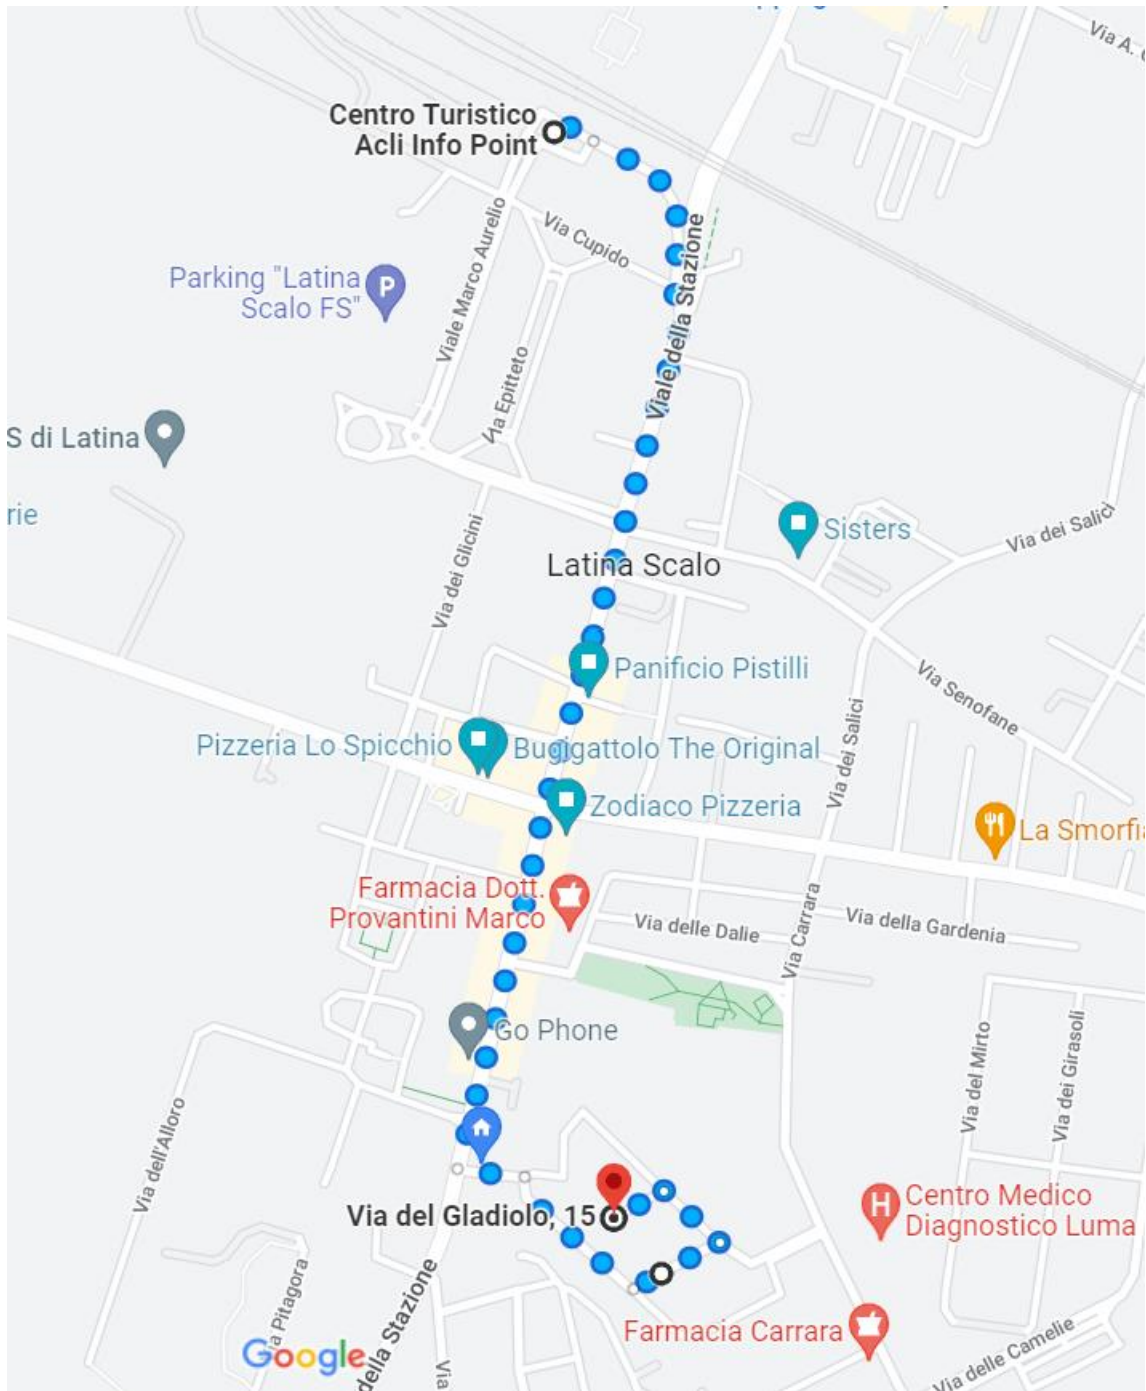 Via A.
Centro Turistico
Acli Info Point
Via Cupido
Viale Marco Aurelio
Viale della Stazione
Parking "Latina
Scalo FS"
Via Epitteto
S di Latina
rie
Via dei Glicini
Sisters
Via dei Salici
Latina Scalo
Panificio Pistilli
Via Senofane
Via dei Salici
Pizzeria Lo Spicchio
Bugigattolo The Original
Zodiaco Pizzeria
La Smorfi
Farmacia Dott.
Provantini Marco
Via delle Dalie
Via della Gardenia
Via Carrara
Go Phone
Via del Mirto
Via dei Girasoli
Via dell'Alloro
Via del Gladiolo, 15
H
Centro Medico
Diagnostico Luma
Via Pitagora
della Stazione
Via
Farmacia Carrara
Via delle Camelie
Google
P